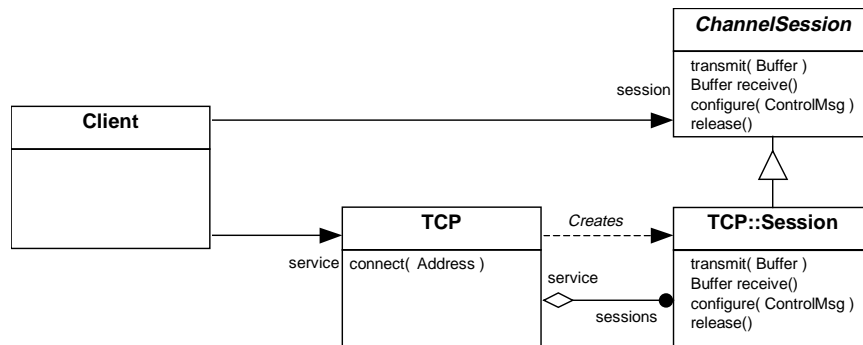 ChannelSession
transmit( Buffer )
Buffer receive()
configure( ControlMsg )
release()
session
Client
TCP
connect( Address )
service
Creates
TCP::Session
transmit( Buffer )
Buffer receive()
configure( ControlMsg )
release()
service
sessions